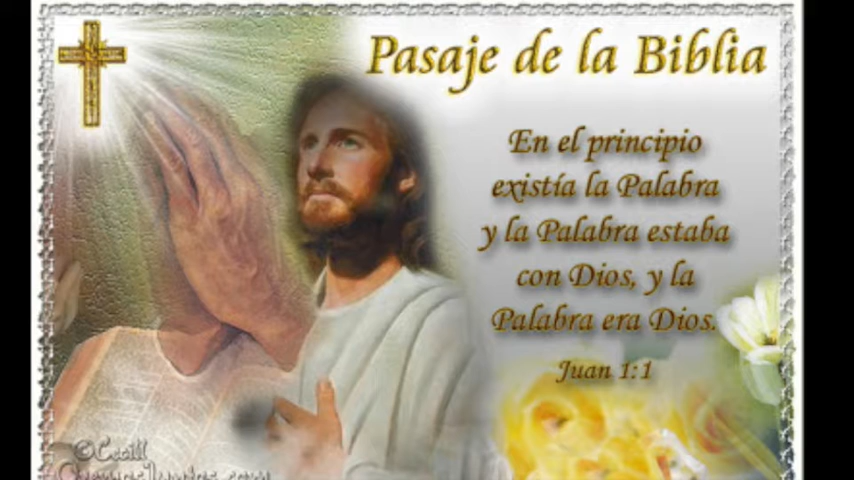 Pasaje de la Biblia
En el principio
existía la Palabra
y la Palabra estaba
con Dios, y la
Palabra era Dios.
Juan 1:1